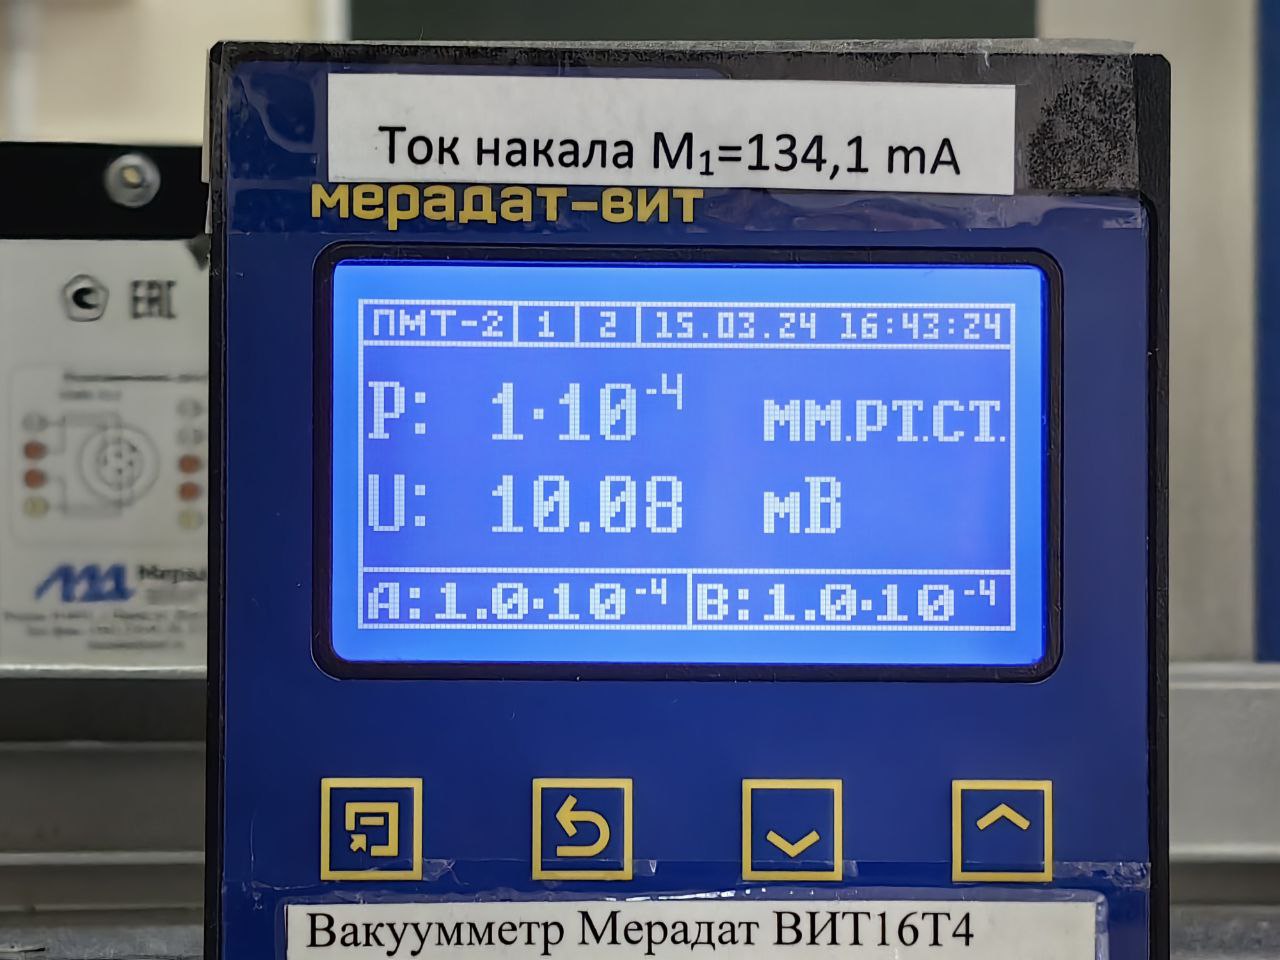 Ток накала М₁=134,1 mA
мерадат-вит
ПМТ-2 1 2 15.03.24 16:43:24
P: 1·10⁻⁴ мм.рт.ст.
U: 10.08 мВ
A:1.0·10⁻⁴ B:1.0·10⁻⁴
EAC
Вакуумметр Мерадат ВИТ16Т4